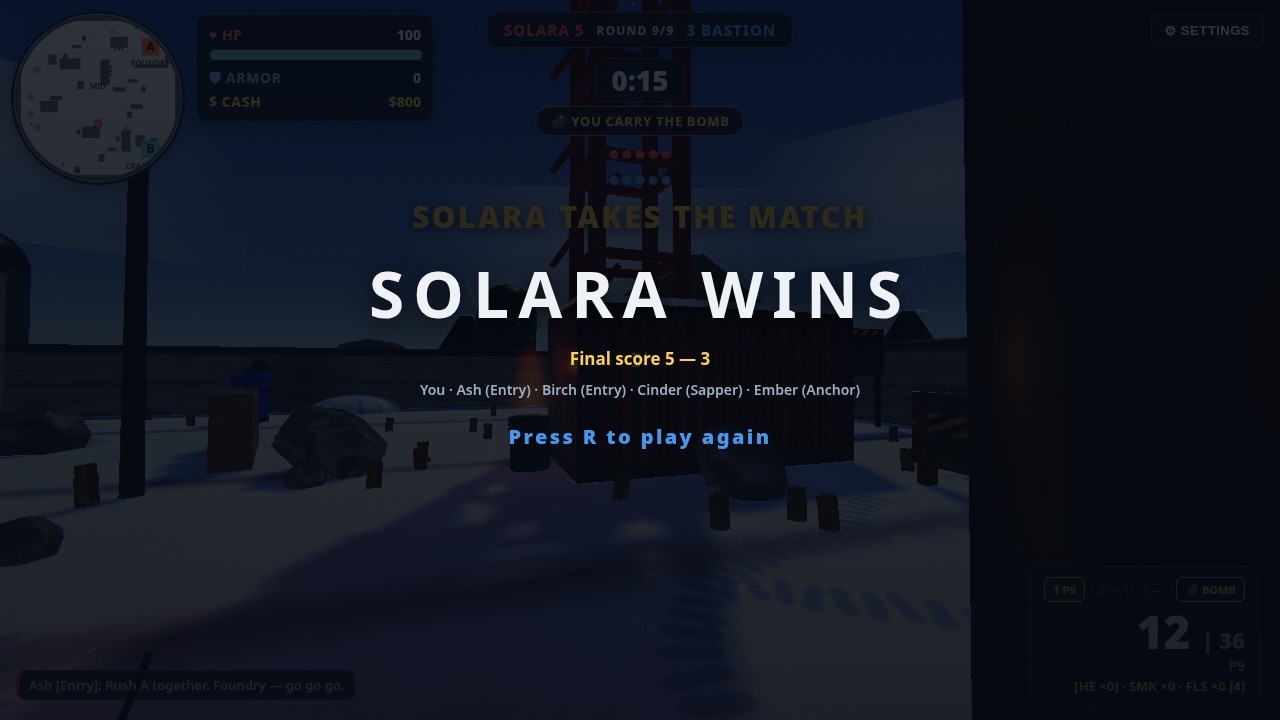 A
FOUNDRY
MID
B
♥ HP 100
ARMOR 0
$ CASH $800
SOLARA 5 ROUND 9/9 3 BASTION
0:15
YOU CARRY THE BOMB
⚙ SETTINGS
SOLARA TAKES THE MATCH
SOLARA WINS
Final score 5 — 3
You · Ash (Entry) · Birch (Entry) · Cinder (Sapper) · Ember (Anchor)
Press R to play again
Ash [Entry]: Rush A together. Foundry — go go go.
1 P9 2 — 3 — BOMB
12 | 36
P9
[HE ×0] · SMK ×0 · FLS ×0 [4]